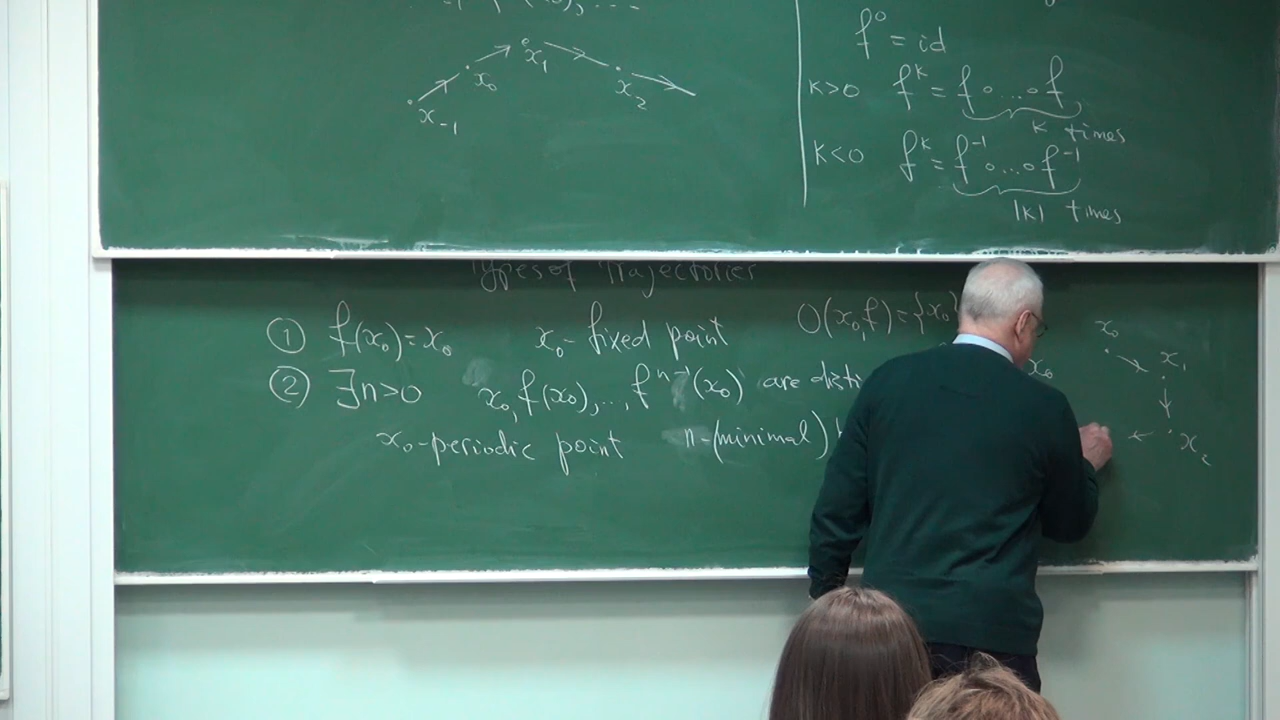 x₋₁ x₀ x₁ x₂
f⁰ = id
k>0 fᵏ = f∘...∘f
k times
k<0 fᵏ = f⁻¹∘...∘f⁻¹
|k| times
Types of Trajectories
① f(x₀)=x₀ x₀- fixed point O(x₀,f)={x₀}
② ∃n>0 x₀, f(x₀),..., fⁿ⁻¹(x₀) are x₀
x₀-periodic point n-(minimal)
x₀ x₁
x₂